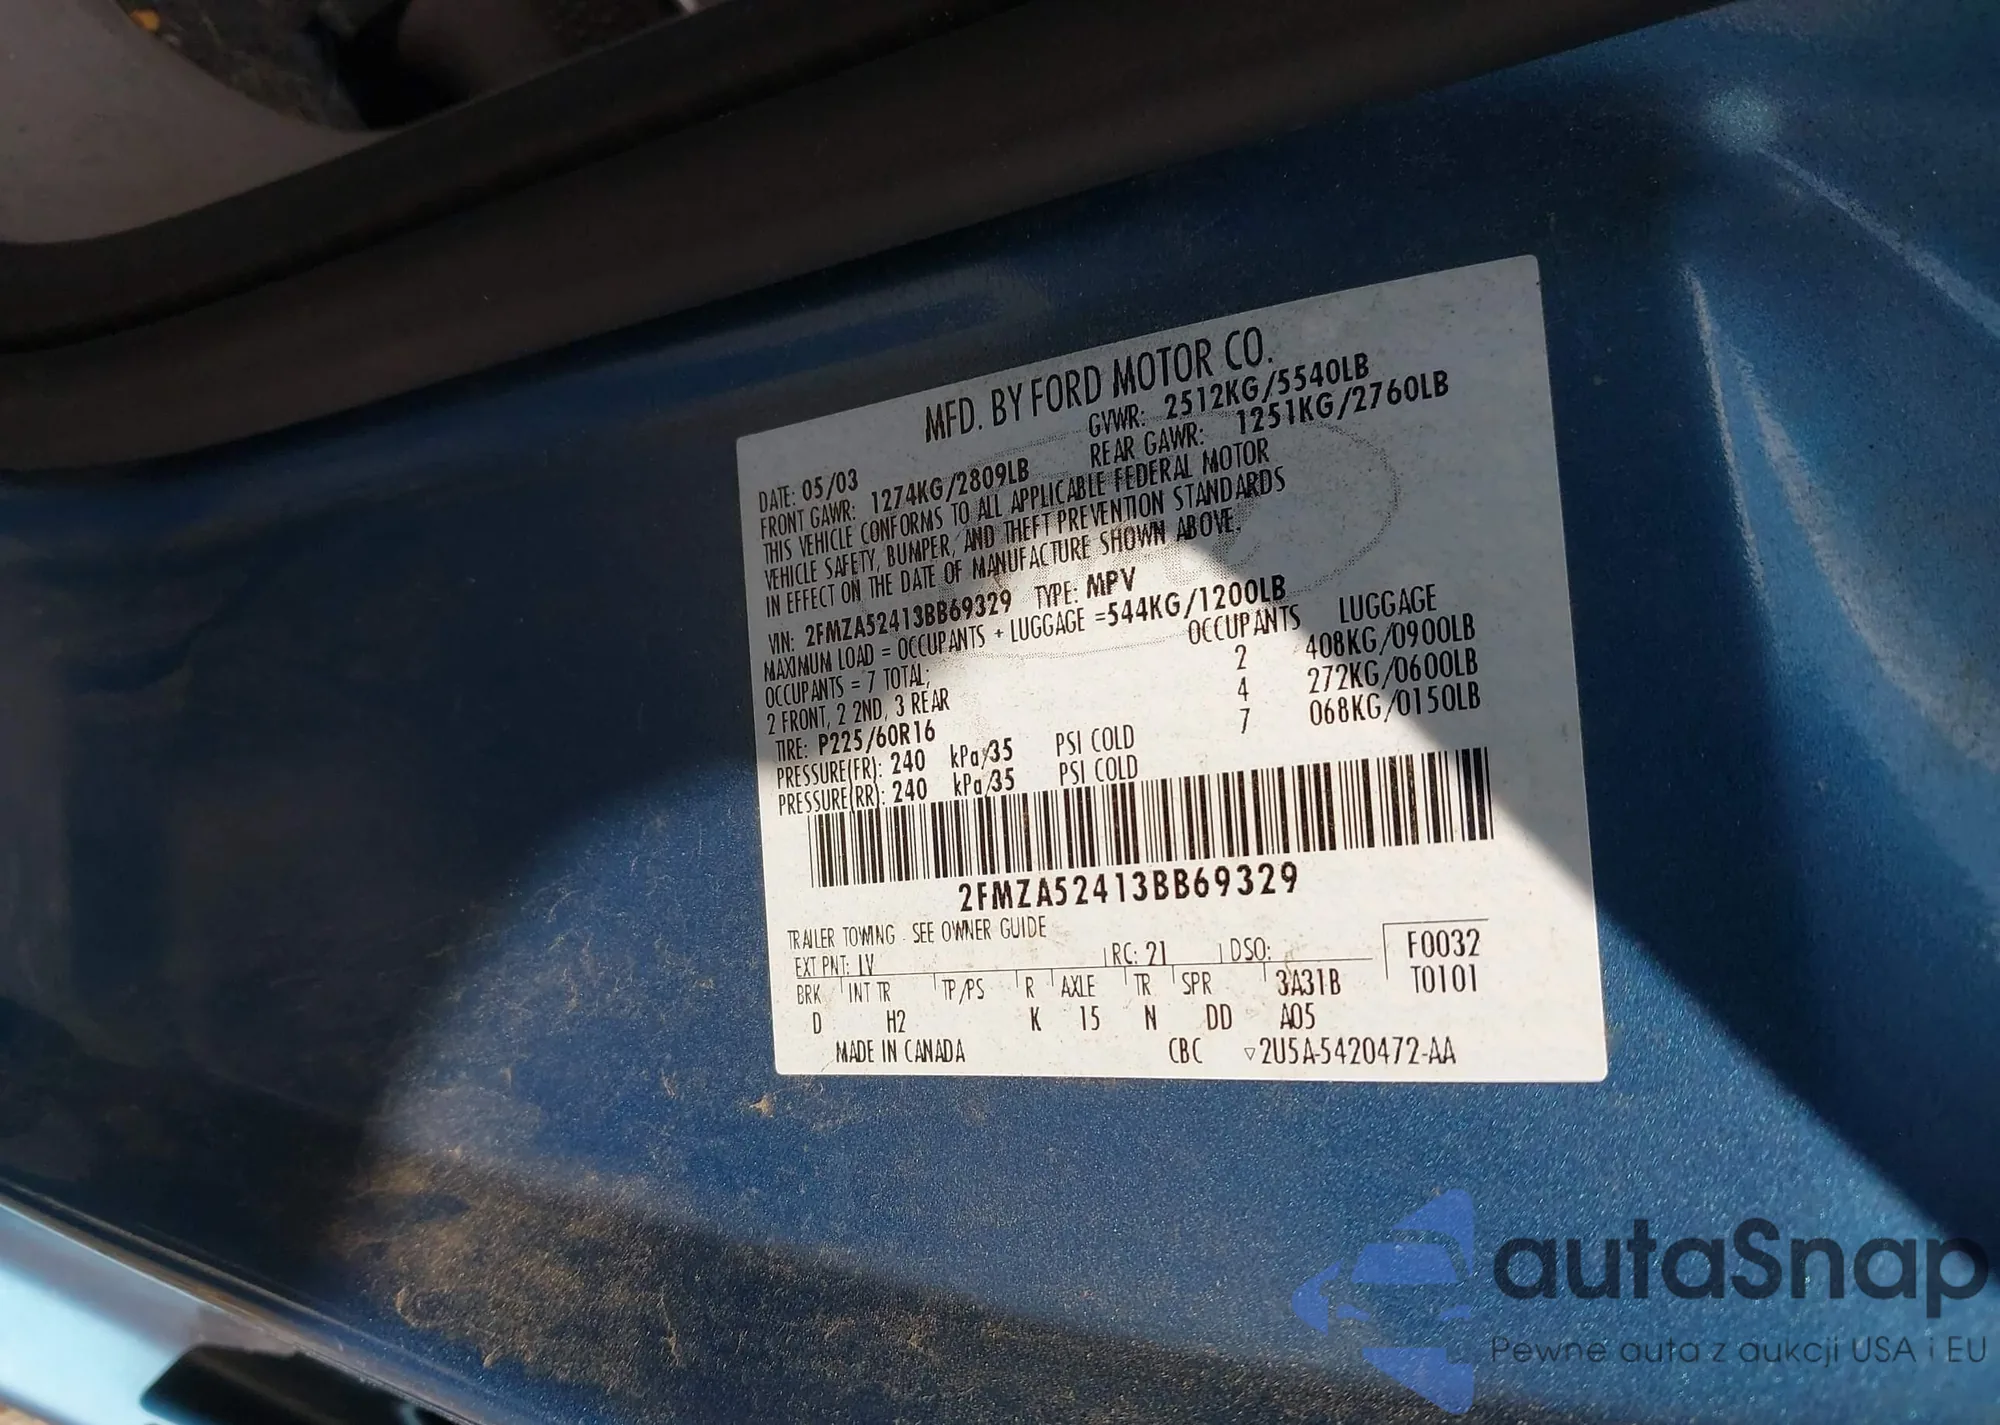 MFD. BY FORD MOTOR CO.
DATE: 05/03 GVWR: 2512KG/5540LB
FRONT GAWR: 1274KG/2809LB REAR GAWR: 1251KG/2760LB
THIS VEHICLE CONFORMS TO ALL APPLICABLE FEDERAL MOTOR
VEHICLE SAFETY, BUMPER, AND THEFT PREVENTION STANDARDS
IN EFFECT ON THE DATE OF MANUFACTURE SHOWN ABOVE.
VIN: 2FMZA52413BB69329 TYPE: MPV
MAXIMUM LOAD = OCCUPANTS + LUGGAGE =544KG/1200LB
OCCUPANTS = 7 TOTAL; OCCUPANTS LUGGAGE
2 FRONT, 2 2ND, 3 REAR 2 408KG/0900LB
TIRE: P225/60R16 4 272KG/0600LB
PRESSURE(FR): 240 kPa/35 PSI COLD 7 068KG/0150LB
PRESSURE(RR): 240 kPa/35 PSI COLD
2FMZA52413BB69329
TRAILER TOWING - SEE OWNER GUIDE
EXT PNT: LV RC: 21 DSO: F0032
BRK INT TR TP/PS R AXLE TR SPR 3A31B T0101
D H2 K 15 N DD A05
MADE IN CANADA CBC ▽2U5A-5420472-AA
autaSnap
Pewne auta z aukcji USA i EU